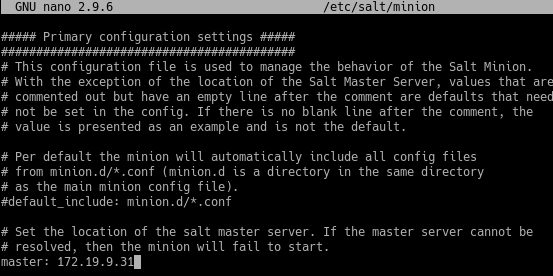 GNU nano 2.9.6 /etc/salt/minion
##### Primary configuration settings #####
##########################################
# This configuration file is used to manage the behavior of the Salt Minion.
# With the exception of the location of the Salt Master Server, values that are
# commented out but have an empty line after the comment are defaults that need
# not be set in the config. If there is no blank line after the comment, the
# value is presented as an example and is not the default.
# Per default the minion will automatically include all config files
# from minion.d/*.conf (minion.d is a directory in the same directory
# as the main minion config file).
#default_include: minion.d/*.conf
# Set the location of the salt master server. If the master server cannot be
# resolved, then the minion will fail to start.
master: 172.19.9.31